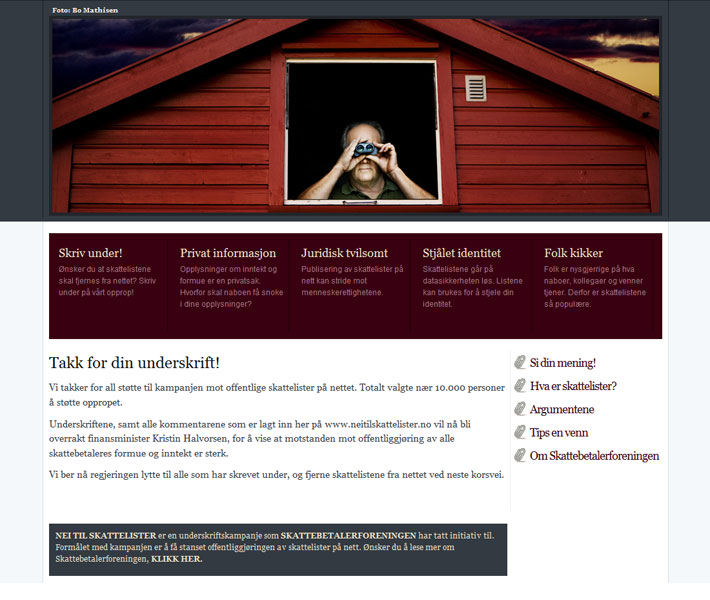 Foto: Bo Mathisen
Skriv under!
Ønsker du at skattelistene
skal fjernes fra nettet? Skriv
under på vårt opprop!
Privat informasjon
Opplysninger om inntekt og
formue er en privatsak.
Hvorfor skal naboen få snoke
i dine opplysninger?
Juridisk tvilsomt
Publisering av skattelister på
nett kan stride mot
menneskerettighetene.
Stjålet identitet
Skattelistene går på
datasikkerheten løs. Listene
kan brukes for å stjele din
identitet.
Folk kikker
Folk er nysgjerrige på hva
naboer, kollegaer og venner
tjener. Derfor er skattelistene
så populære.
Takk for din underskrift!
Vi takker for all støtte til kampanjen mot offentlige skattelister på nettet. Totalt valgte nær 10.000 personer
å støtte oppropet.
Underskriftene, samt alle kommentarene som er lagt inn her på www.neitilskattelister.no vil nå bli
overrakt finansminister Kristin Halvorsen, for å vise at motstanden mot offentliggjøring av alle
skattebetaleres formue og inntekt er sterk.
Vi ber nå regjeringen lytte til alle som har skrevet under, og fjerne skattelistene fra nettet ved neste korsvei.
Si din mening!
Hva er skattelister?
Argumentene
Tips en venn
Om Skattebetalerforeningen
NEI TIL SKATTELISTER er en underskriftskampanje som SKATTEBETALERFORENINGEN har tatt initiativ til.
Formålet med kampanjen er å få stanset offentliggjøringen av skattelister på nett. Ønsker du å lese mer om
Skattebetalerforeningen, KLIKK HER.